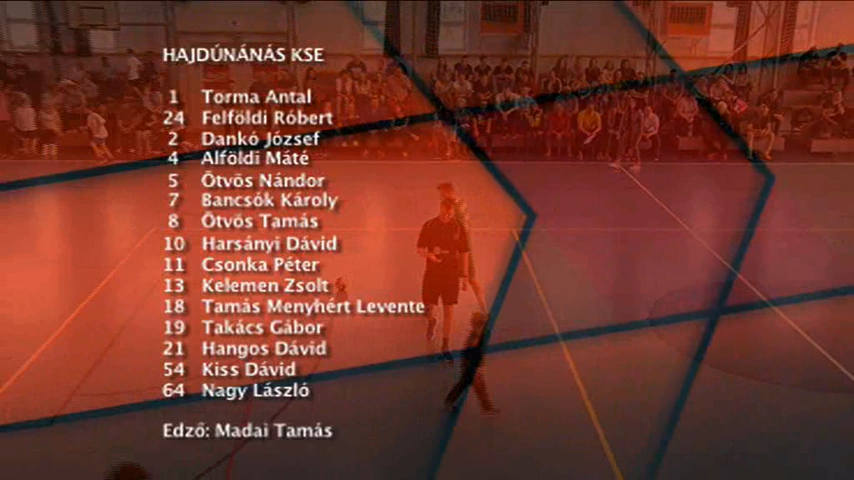 HAJDÚNÁNÁS KSE
1 Torma Antal
24 Felföldi Róbert
2 Dankó József
4 Alföldi Máté
5 Ötvös Nándor
7 Bancsók Károly
8 Ötvös Tamás
10 Harsányi Dávid
11 Csonka Péter
13 Kelemen Zsolt
18 Tamás Menyhért Levente
19 Takács Gábor
21 Hangos Dávid
54 Kiss Dávid
64 Nagy László
Edző: Madai Tamás